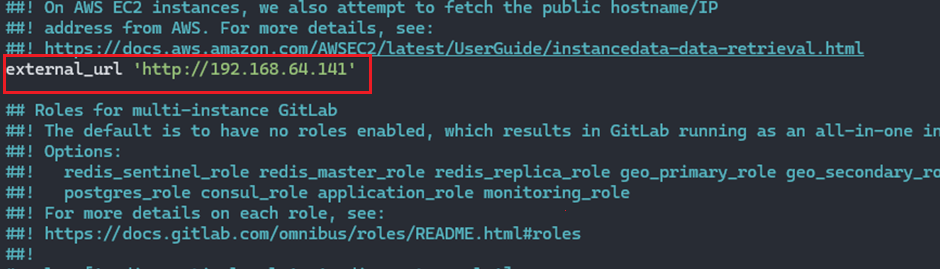 ##! On AWS EC2 instances, we also attempt to fetch the public hostname/IP
##! address from AWS. For more details, see:
##! https://docs.aws.amazon.com/AWSEC2/latest/UserGuide/instancedata-data-retrieval.html
external_url 'http://192.168.64.141'
## Roles for multi-instance GitLab
##! The default is to have no roles enabled, which results in GitLab running as an all-in-one in
##! Options:
##!   redis_sentinel_role redis_master_role redis_replica_role geo_primary_role geo_secondary_ro
##!   postgres_role consul_role application_role monitoring_role
##! For more details on each role, see:
##! https://docs.gitlab.com/omnibus/roles/README.html#roles
##!